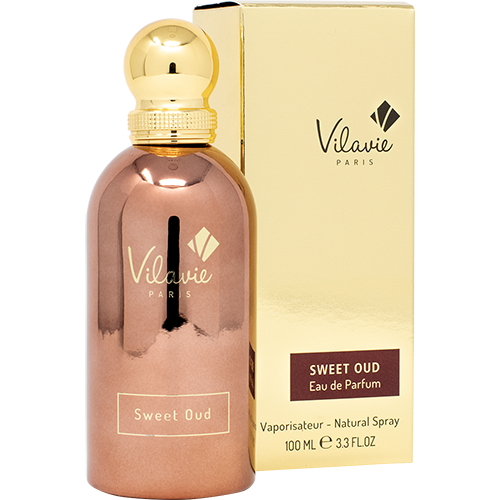 Vilavie
PARIS
Sweet Oud
Vilavie
PARIS
SWEET OUD
Eau de Parfum
Vaporisateur - Natural Spray
100 ML ℮ 3.3 FL.OZ